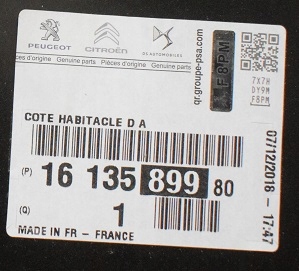 PEUGEOT CITROËN DS AUTOMOBILES
Pièces d'origine Genuine parts Pièces d'origine Genuine parts
qr.groupe-psa.com
F8PM
7X7H
DY9M
F8PM
COTE HABITACLE D A
(P) 16 135 899 80
(Q) 1
MADE IN FR - FRANCE
07/12/2018 - 17:47